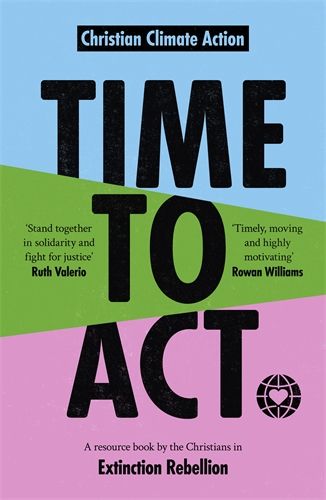 Christian Climate Action
TIME
TO
ACT.
‘Stand together
in solidarity and
fight for justice’
Ruth Valerio
‘Timely, moving
and highly
motivating’
Rowan Williams
A resource book by the Christians in
Extinction Rebellion